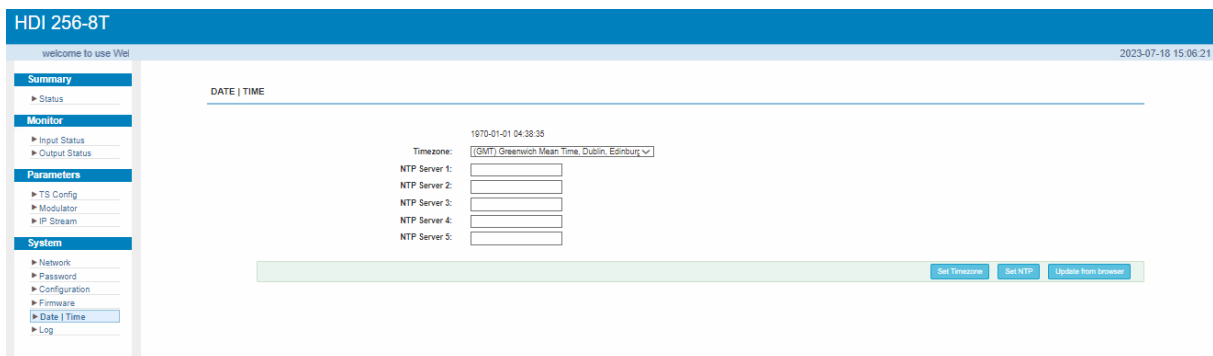 HDI 256-8T
welcome to use Wel
2023-07-18 15:06:21
Summary
Status
Monitor
Input Status
Output Status
Parameters
TS Config
Modulator
IP Stream
System
Network
Password
Configuration
Firmware
Date | Time
Log
DATE | TIME
1970-01-01 04:38:35
Timezone: (GMT) Greenwich Mean Time, Dublin, Edinburg
NTP Server 1:
NTP Server 2:
NTP Server 3:
NTP Server 4:
NTP Server 5:
Set Timezone Set NTP Update from browser